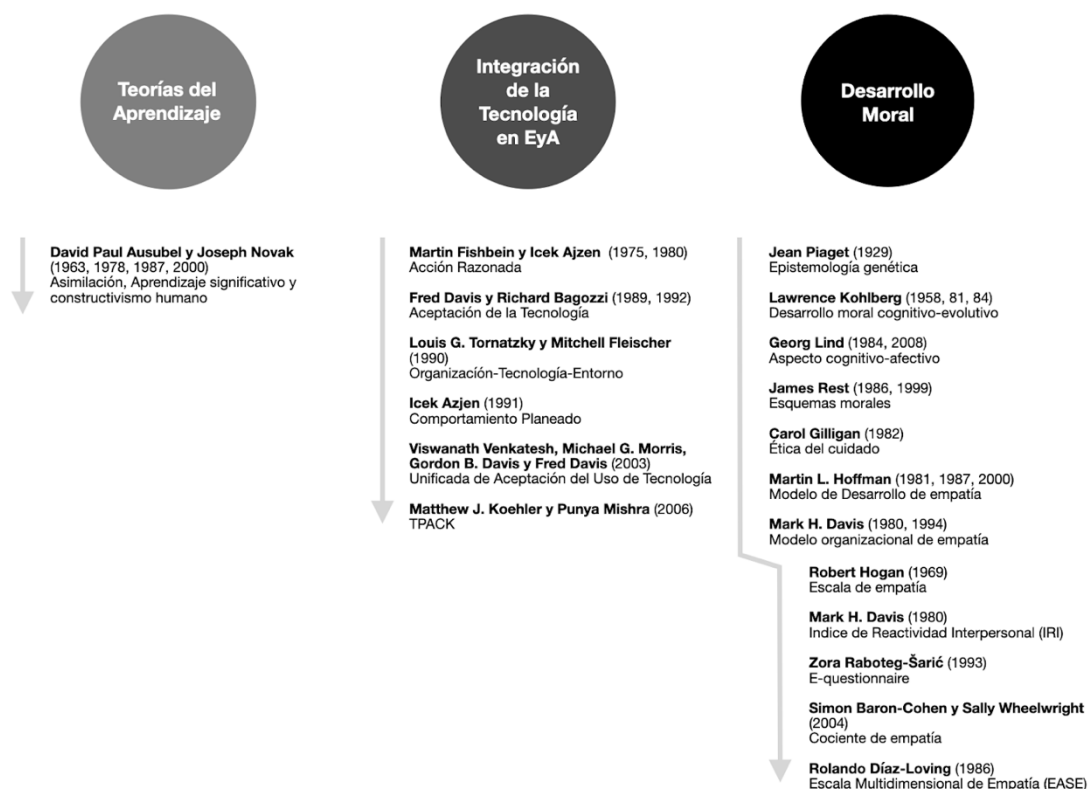 Teorías del
Aprendizaje
David Paul Ausubel y Joseph Novak
(1963, 1978, 1987, 2000)
Asimilación, Aprendizaje significativo y
constructivismo humano
Integración
de la
Tecnología
en EyA
Martin Fishbein y Icek Ajzen (1975, 1980)
Acción Razonada
Fred Davis y Richard Bagozzi (1989, 1992)
Aceptación de la Tecnología
Louis G. Tornatzky y Mitchell Fleischer
(1990)
Organización-Tecnología-Entorno
Icek Azjen (1991)
Comportamiento Planeado
Viswanath Venkatesh, Michael G. Morris,
Gordon B. Davis y Fred Davis (2003)
Unificada de Aceptación del Uso de Tecnología
Matthew J. Koehler y Punya Mishra (2006)
TPACK
Desarrollo
Moral
Jean Piaget (1929)
Epistemología genética
Lawrence Kohlberg (1958, 81, 84)
Desarrollo moral cognitivo-evolutivo
Georg Lind (1984, 2008)
Aspecto cognitivo-afectivo
James Rest (1986, 1999)
Esquemas morales
Carol Gilligan (1982)
Ética del cuidado
Martin L. Hoffman (1981, 1987, 2000)
Modelo de Desarrollo de empatía
Mark H. Davis (1980, 1994)
Modelo organizacional de empatía
Robert Hogan (1969)
Escala de empatía
Mark H. Davis (1980)
Indice de Reactividad Interpersonal (IRI)
Zora Raboteg-Šarić (1993)
E-questionnaire
Simon Baron-Cohen y Sally Wheelwright
(2004)
Cociente de empatía
Rolando Díaz-Loving (1986)
Escala Multidimensional de Empatía (EASE)